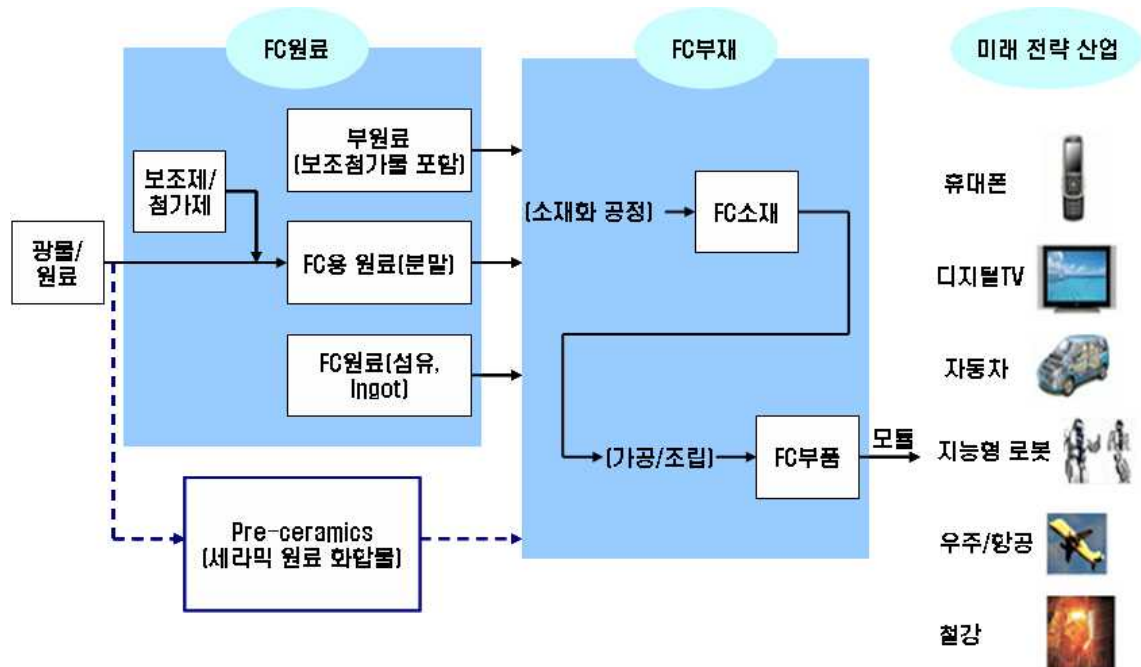 FC원료
FC부재
미래 전략 산업
부원료
(보조첨가물 포함)
보조제/
첨가제
광물/
원료
FC용 원료(분말)
FC원료(섬유,
Ingot)
Pre-ceramics
(세라믹 원료 화합물)
(소재화 공정)
FC소재
(가공/조립)
FC부품
모듈
휴대폰
디지털TV
자동차
지능형 로봇
우주/항공
철강